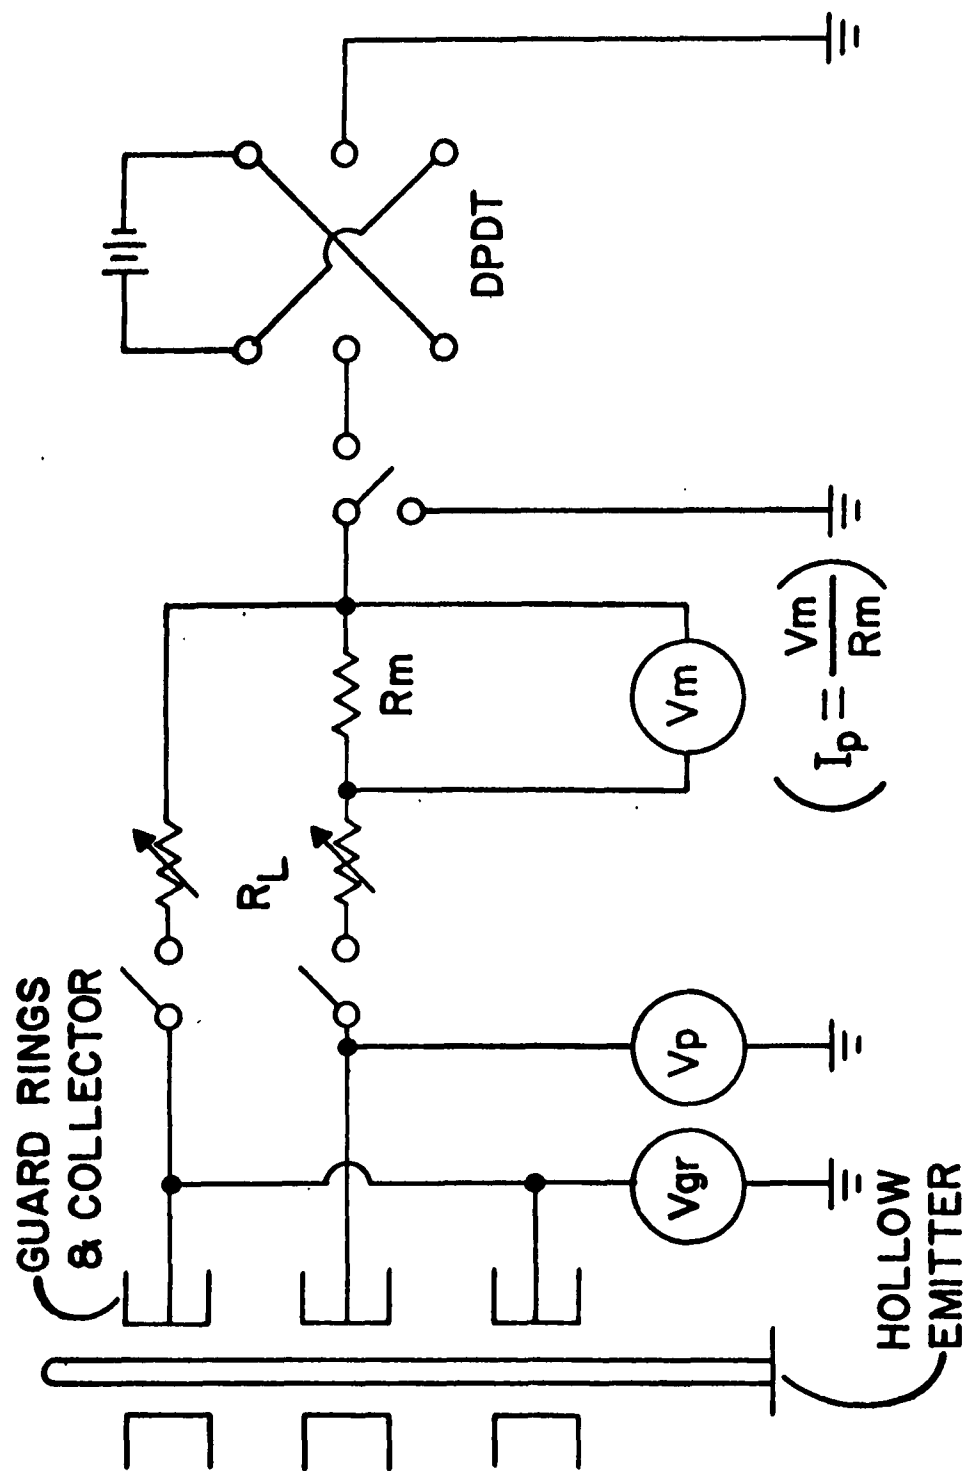 GUARD RINGS
& COLLECTOR
RL
Rm
DPDT
Vgr
Vp
Vm
HOLLOW
EMITTER
(Ip = Vm/Rm)